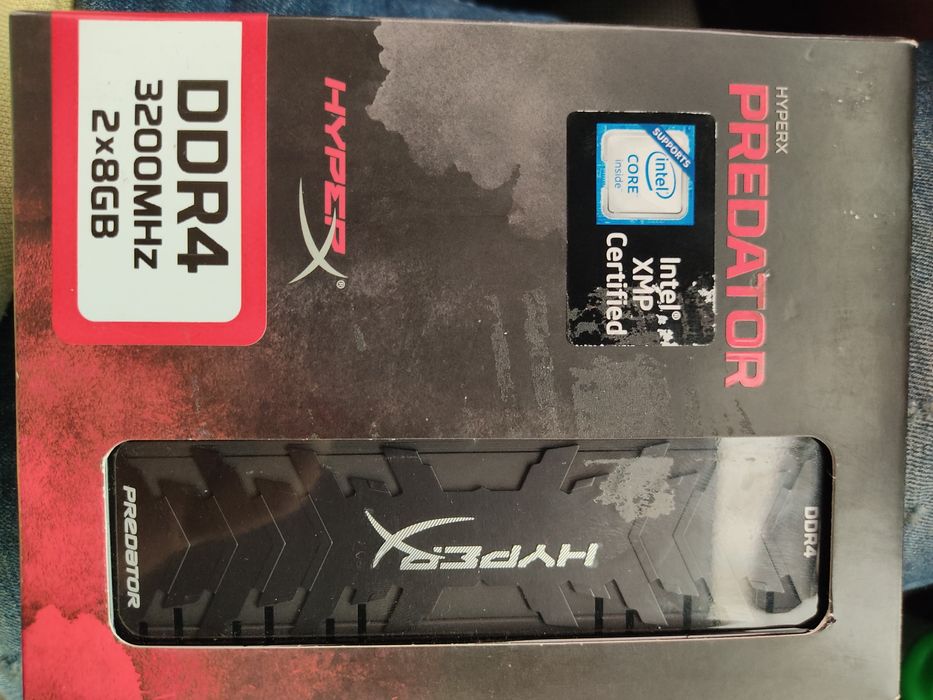 HYPERX
PREDATOR
SUPPORTS
intel
CORE
inside
Intel®
XMP
Certified
HYPERX®
DDR4
3200MHz
2x8GB
DDR4
HYPERX
PREDATOR